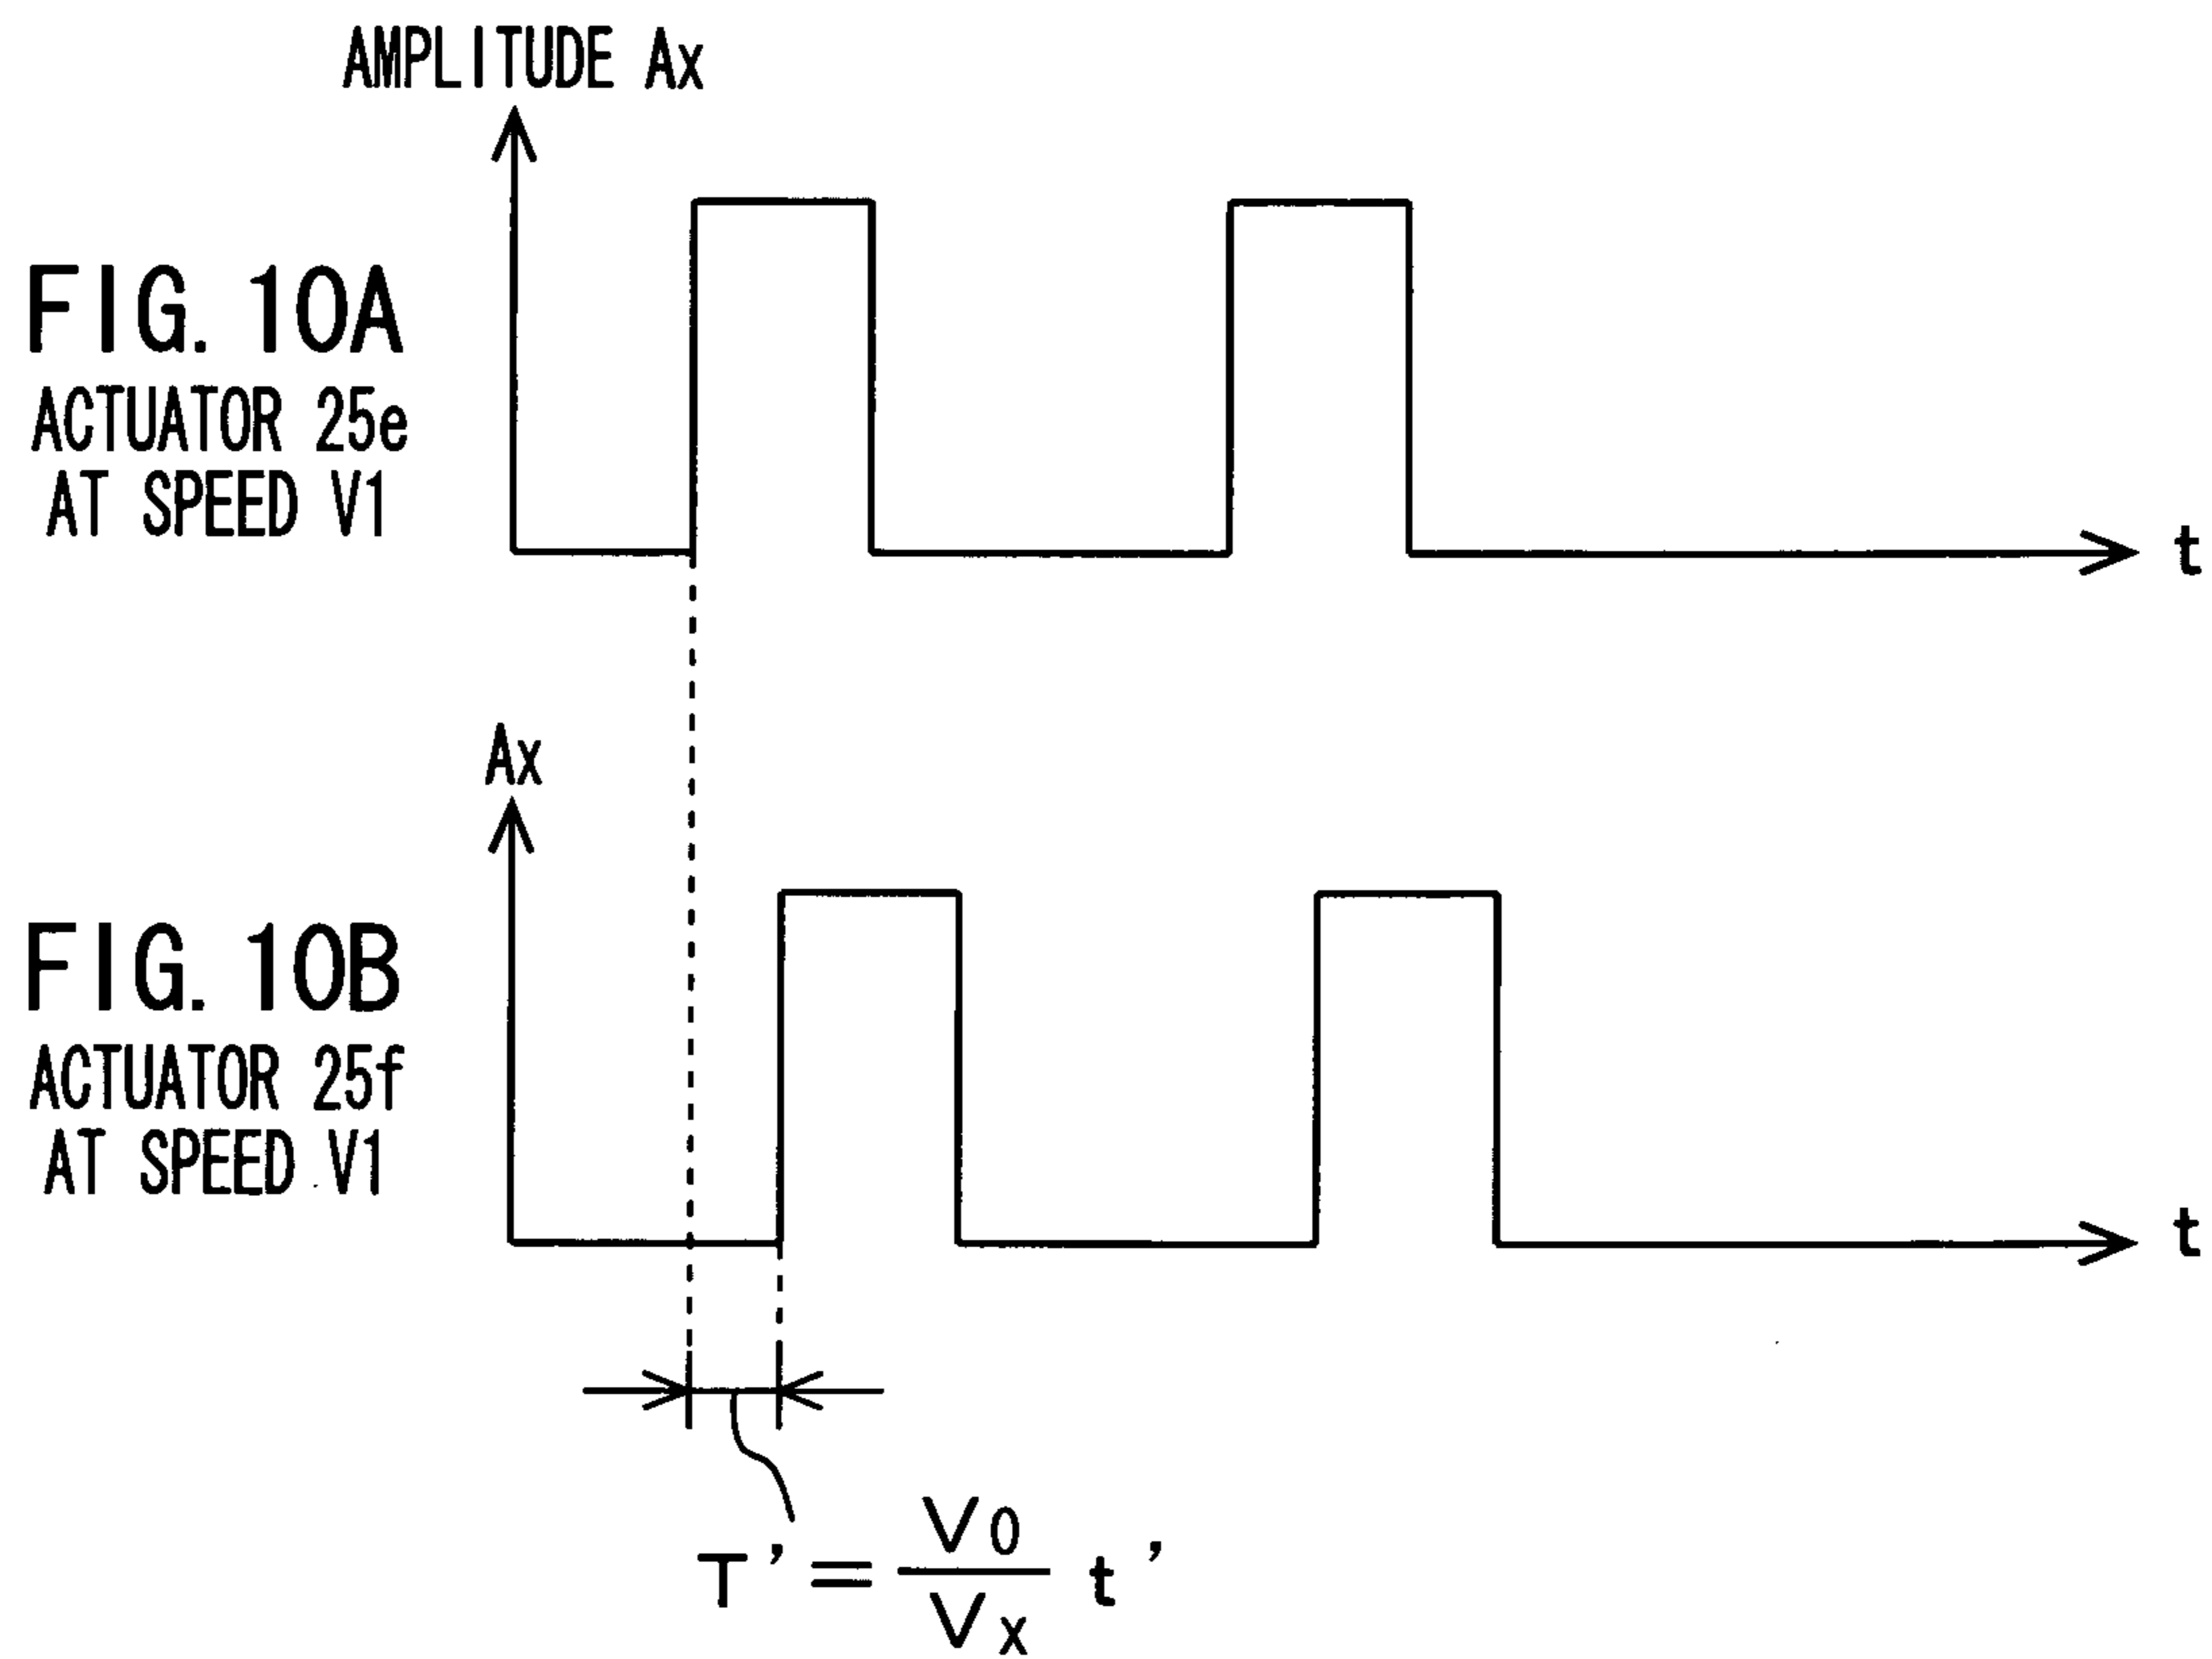 AMPLITUDE Ax
FIG. 10A
ACTUATOR 25e
AT SPEED V1
t
Ax
FIG. 10B
ACTUATOR 25f
AT SPEED V1
t
T' = V0 / Vx t'